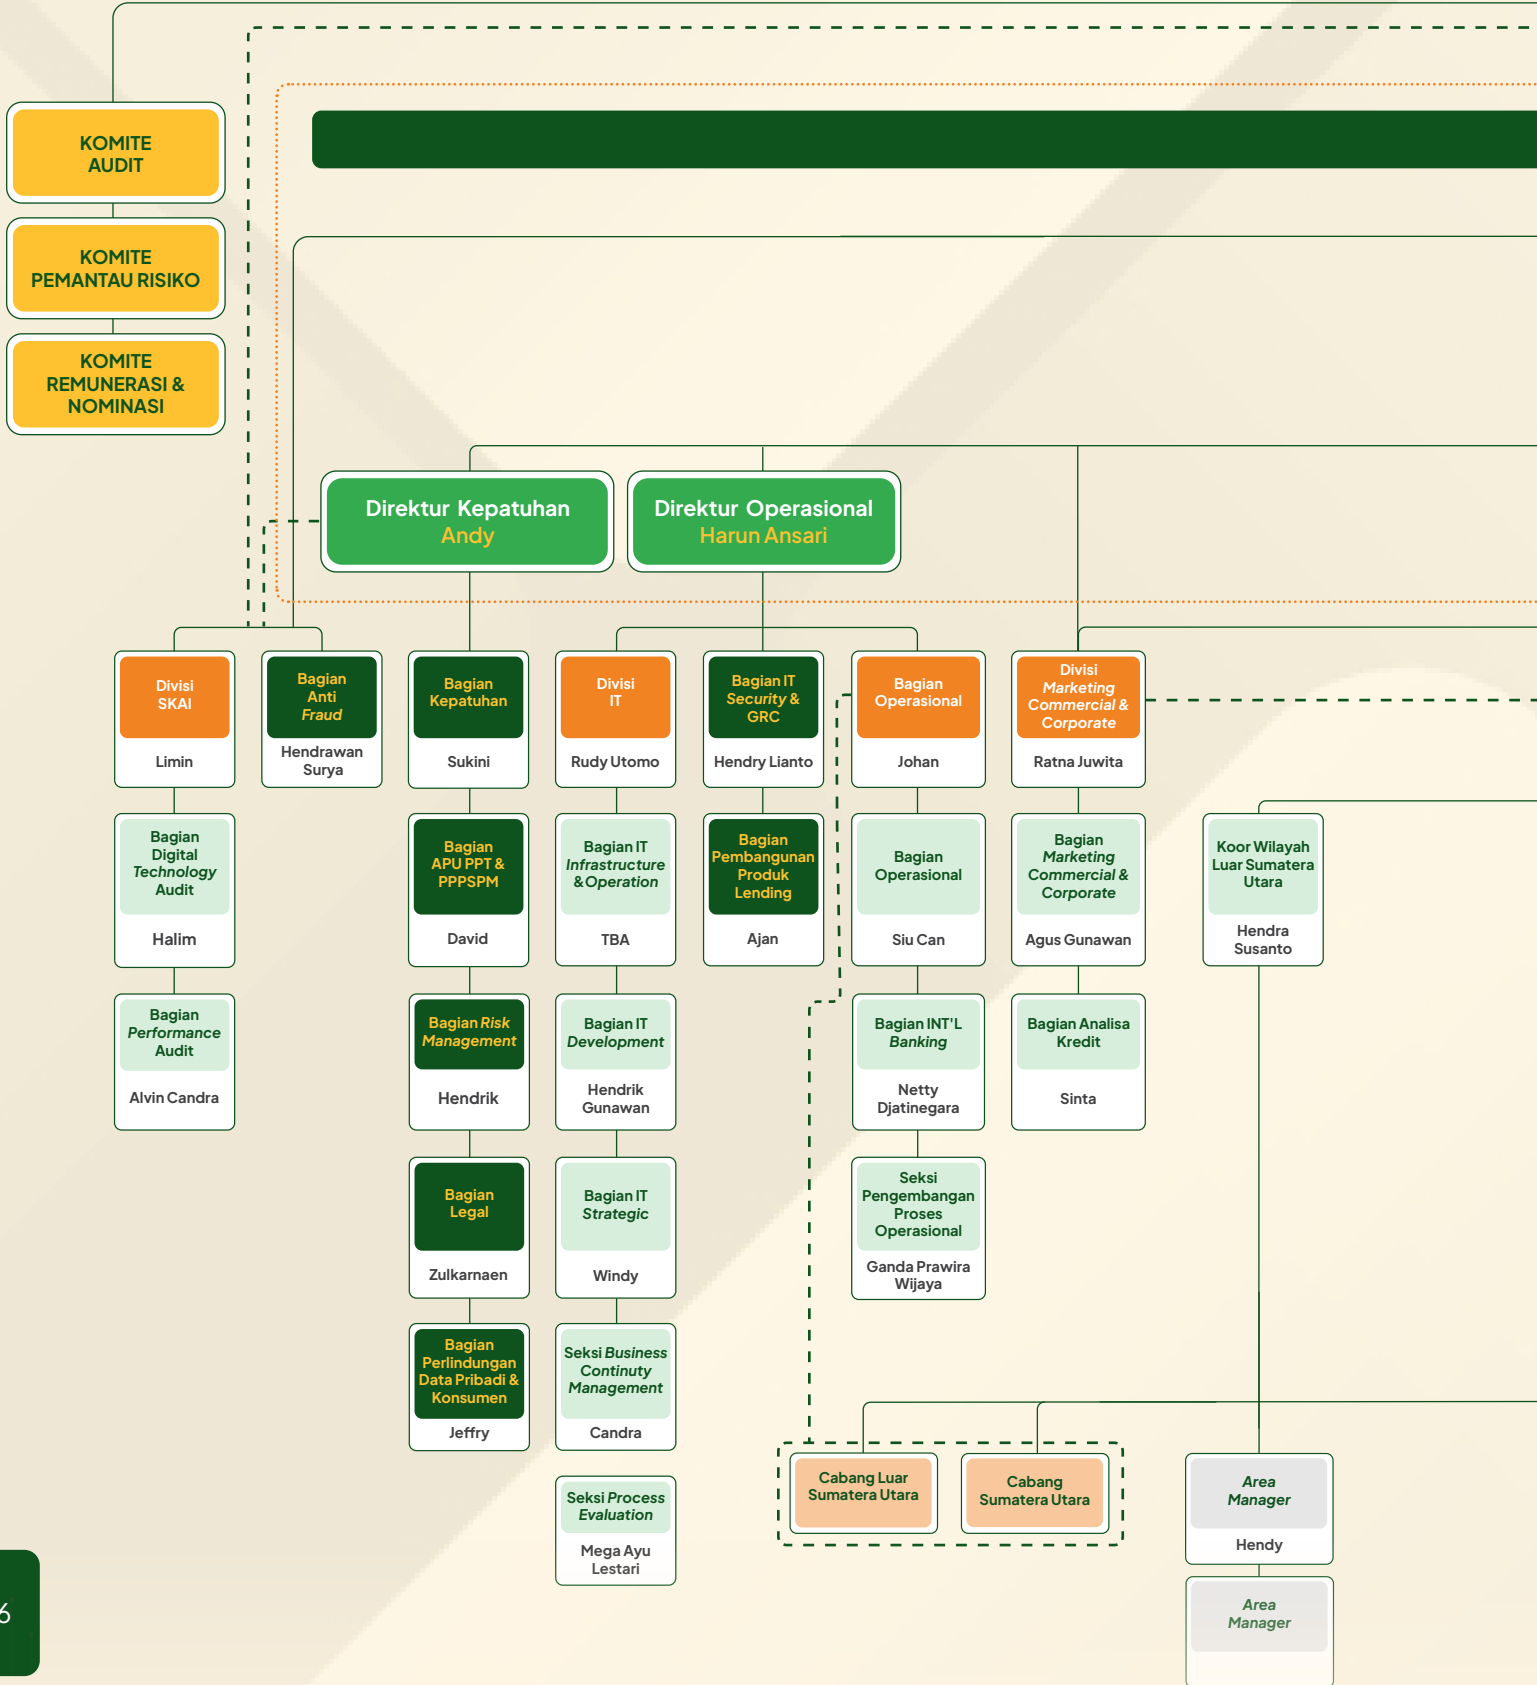 KOMITE
AUDIT
KOMITE
PEMANTAU RISIKO
KOMITE
REMUNERASI &
NOMINASI
Direktur Kepatuhan
Andy
Direktur Operasional
Harun Ansari
Divisi
SKAI
Limin
Bagian
Anti
Fraud
Hendrawan
Surya
Bagian
Kepatuhan
Sukini
Divisi
IT
Rudy Utomo
Bagian IT
Security &
GRC
Hendry Lianto
Bagian
Operasional
Johan
Divisi
Marketing
Commercial &
Corporate
Ratna Juwita
Bagian
Digital
Technology
Audit
Halim
Bagian
APU PPT &
PPPSPM
David
Bagian IT
Infrastructure
&Operation
TBA
Bagian
Pembangunan
Produk
Lending
Ajan
Bagian
Operasional
Siu Can
Bagian
Marketing
Commercial &
Corporate
Agus Gunawan
Koor Wilayah
Luar Sumatera
Utara
Hendra
Susanto
Bagian
Performance
Audit
Alvin Candra
Bagian Risk
Management
Hendrik
Bagian IT
Development
Hendrik
Gunawan
Bagian INT'L
Banking
Netty
Djatinegara
Bagian Analisa
Kredit
Sinta
Bagian
Legal
Zulkarnaen
Bagian IT
Strategic
Windy
Seksi
Pengembangan
Proses
Operasional
Ganda Prawira
Wijaya
Bagian
Perlindungan
Data Pribadi &
Konsumen
Jeffry
Seksi Business
Continuty
Management
Candra
Seksi Process
Evaluation
Mega Ayu
Lestari
Cabang Luar
Sumatera Utara
Cabang
Sumatera Utara
Area
Manager
Hendy
Area
Manager
6